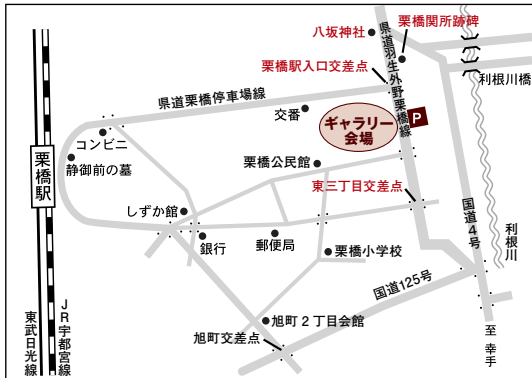 八坂神社
栗橋関所跡碑
県道羽生外野栗橋線
栗橋駅入口交差点
利根川橋
県道栗橋停車場線
交番
ギャラリー
会場
P
コンビニ
静御前の墓
栗橋駅
栗橋公民館
東三丁目交差点
しずか館
銀行
郵便局
栗橋小学校
国道4号
利根川
国道125号
旭町2丁目会館
旭町交差点
至 幸手
JR宇都宮線
東武日光線